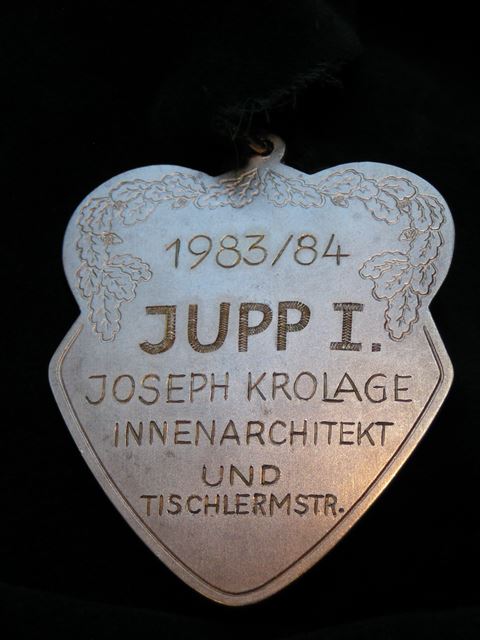 1983/84
JUPP I.
JOSEPH KROLAGE
INNENARCHITEKT
UND
TISCHLERMSTR.